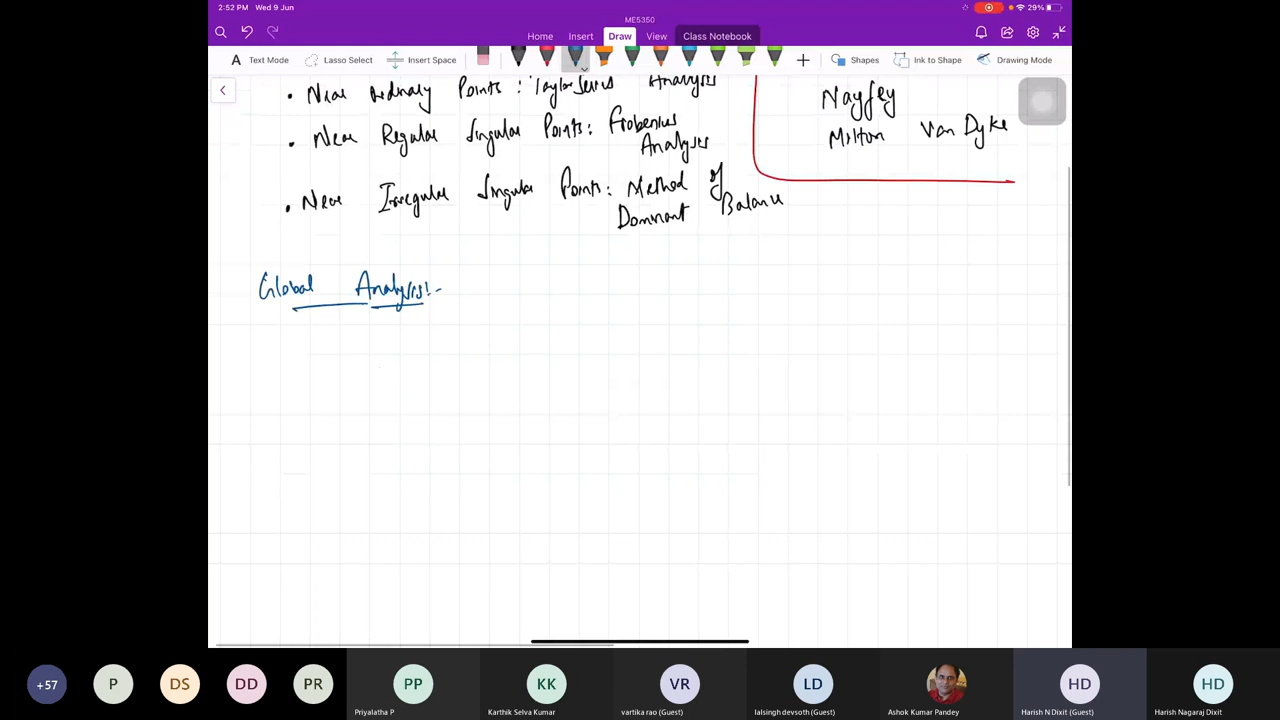 2:52 PM Wed 9 Jun
29%
ME5350
Home Insert Draw View Class Notebook
Text Mode Lasso Select Insert Space Shapes Ink to Shape Drawing Mode
• Near Ordinary Points : Taylor Series Analysis
• Near Regular Singular Points: Frobenius Analysis
• Near Irregular Singular Points: Method of Dominant Balance
Nayfey
Milton Van Dyke
Global Analysis:-
+57 P DS DD PR PP KK VR LD HD HD
Priyalatha P Karthik Selva Kumar vartika rao (Guest) lalsingh devsoth (Guest) Ashok Kumar Pandey Harish N Dixit (Guest) Harish Nagaraj Dixit